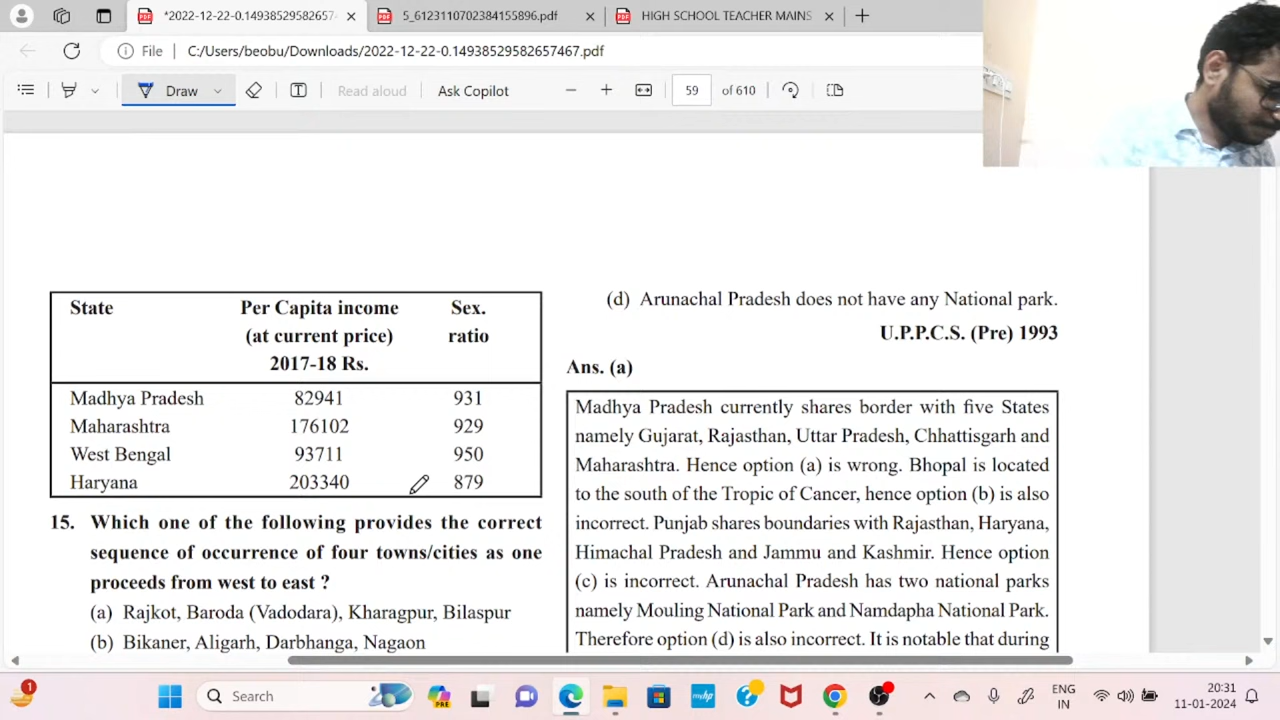 *2022-12-22-0.14938529582657
5_6123110702384155896.pdf
HIGH SCHOOL TEACHER MAINS
File
C:/Users/beobu/Downloads/2022-12-22-0.14938529582657467.pdf
Draw
Read aloud
Ask Copilot
59 of 610
State Per Capita income Sex.
(at current price) ratio
2017-18 Rs.
Madhya Pradesh 82941 931
Maharashtra 176102 929
West Bengal 93711 950
Haryana 203340 879
15. Which one of the following provides the correct
sequence of occurrence of four towns/cities as one
proceeds from west to east ?
(a) Rajkot, Baroda (Vadodara), Kharagpur, Bilaspur
(b) Bikaner, Aligarh, Darbhanga, Nagaon
(d) Arunachal Pradesh does not have any National park.
U.P.P.C.S. (Pre) 1993
Ans. (a)
Madhya Pradesh currently shares border with five States
namely Gujarat, Rajasthan, Uttar Pradesh, Chhattisgarh and
Maharashtra. Hence option (a) is wrong. Bhopal is located
to the south of the Tropic of Cancer, hence option (b) is also
incorrect. Punjab shares boundaries with Rajasthan, Haryana,
Himachal Pradesh and Jammu and Kashmir. Hence option
(c) is incorrect. Arunachal Pradesh has two national parks
namely Mouling National Park and Namdapha National Park.
Therefore option (d) is also incorrect. It is notable that during
1
Search
PRE
ENG
IN
20:31
11-01-2024